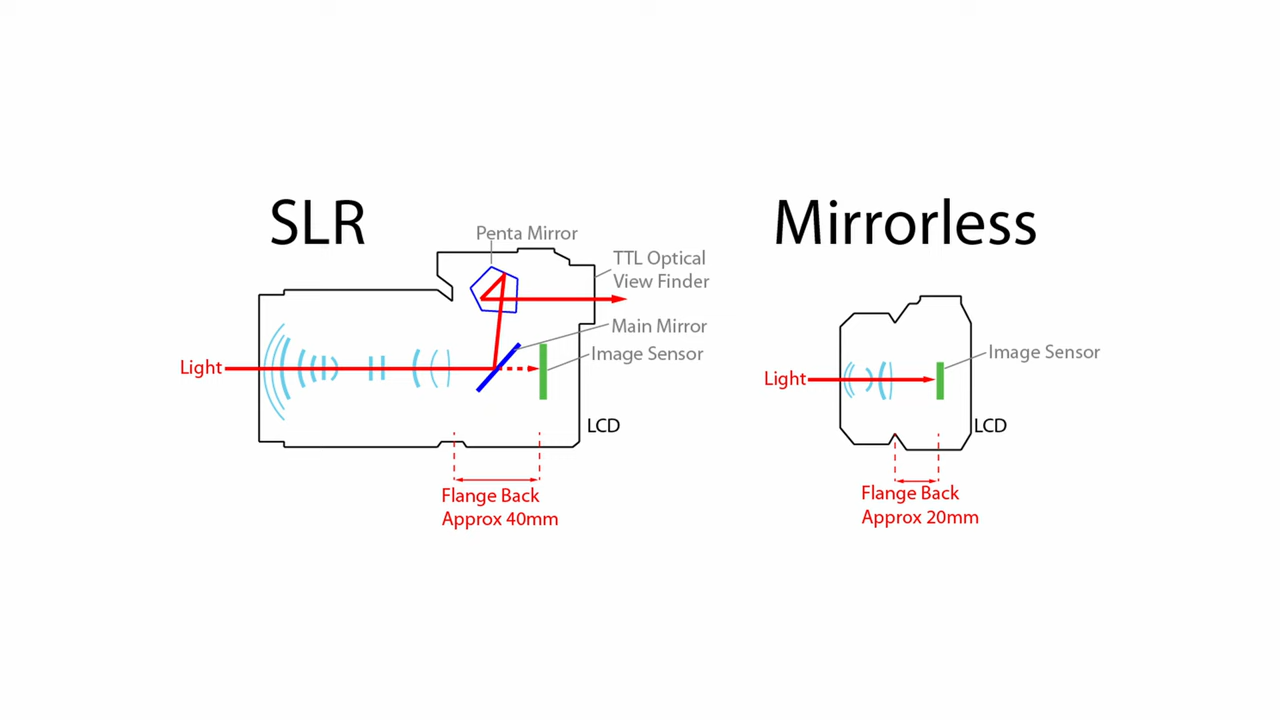 SLR
Penta Mirror
TTL Optical
View Finder
Main Mirror
Image Sensor
Light
LCD
Flange Back
Approx 40mm
Mirrorless
Image Sensor
Light
LCD
Flange Back
Approx 20mm